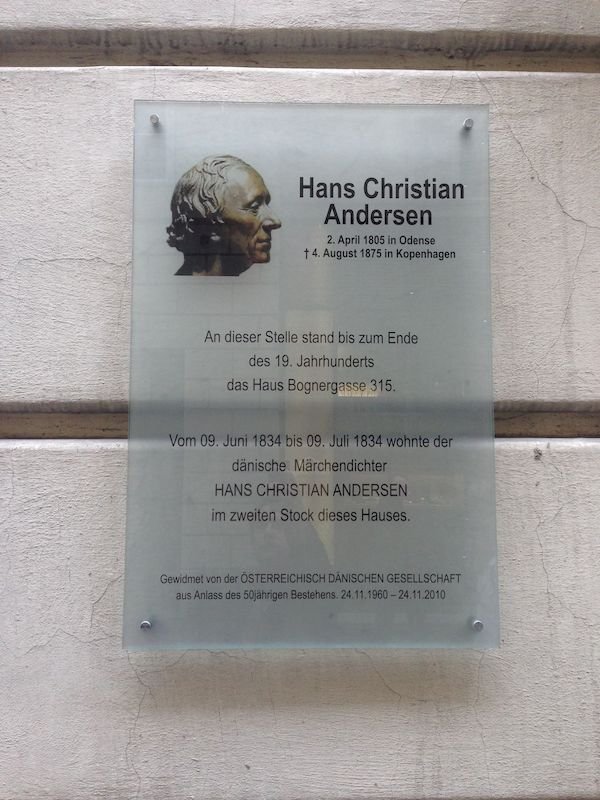 Hans Christian
Andersen
2. April 1805 in Odense
† 4. August 1875 in Kopenhagen
An dieser Stelle stand bis zum Ende
des 19. Jahrhunderts
das Haus Bognergasse 315.
Vom 09. Juni 1834 bis 09. Juli 1834 wohnte der
dänische Märchendichter
HANS CHRISTIAN ANDERSEN
im zweiten Stock dieses Hauses.
Gewidmet von der ÖSTERREICHISCH DÄNISCHEN GESELLSCHAFT
aus Anlass des 50jährigen Bestehens. 24.11.1960 – 24.11.2010